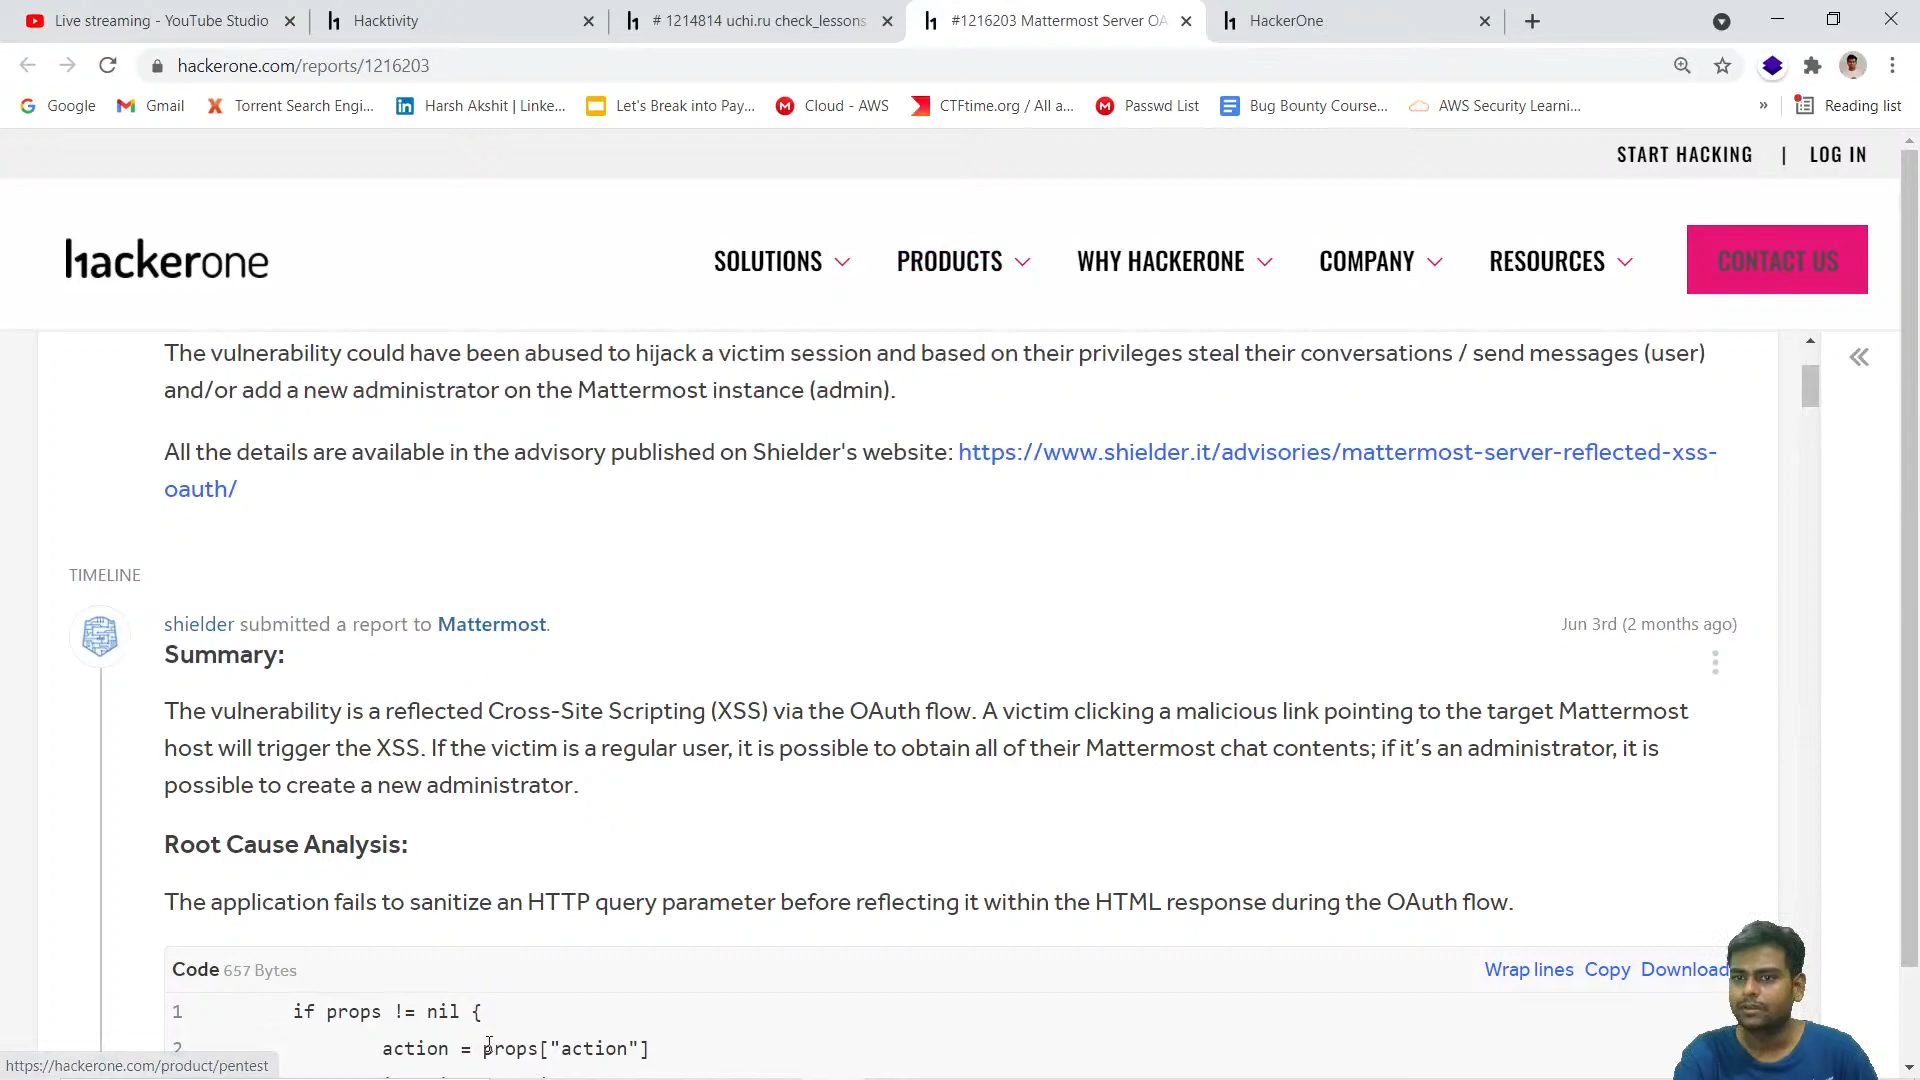 Live streaming - YouTube Studio
Hacktivity
# 1214814 uchi.ru check_lessons
#1216203 Mattermost Server OA
HackerOne
hackerone.com/reports/1216203
Google
Gmail
Torrent Search Engi...
Harsh Akshit | Linke...
Let's Break into Pay...
Cloud - AWS
CTFtime.org / All a...
Passwd List
Bug Bounty Course...
AWS Security Learni...
»
Reading list
START HACKING | LOG IN
hackerone
SOLUTIONS
PRODUCTS
WHY HACKERONE
COMPANY
RESOURCES
CONTACT US
The vulnerability could have been abused to hijack a victim session and based on their privileges steal their conversations / send messages (user)
and/or add a new administrator on the Mattermost instance (admin).
All the details are available in the advisory published on Shielder's website: https://www.shielder.it/advisories/mattermost-server-reflected-xss-
oauth/
TIMELINE
shielder submitted a report to Mattermost.
Jun 3rd (2 months ago)
Summary:
The vulnerability is a reflected Cross-Site Scripting (XSS) via the OAuth flow. A victim clicking a malicious link pointing to the target Mattermost
host will trigger the XSS. If the victim is a regular user, it is possible to obtain all of their Mattermost chat contents; if it's an administrator, it is
possible to create a new administrator.
Root Cause Analysis:
The application fails to sanitize an HTTP query parameter before reflecting it within the HTML response during the OAuth flow.
Code 657 Bytes
Wrap lines Copy Download
1 if props != nil {
2 action = props["action"]
https://hackerone.com/product/pentest